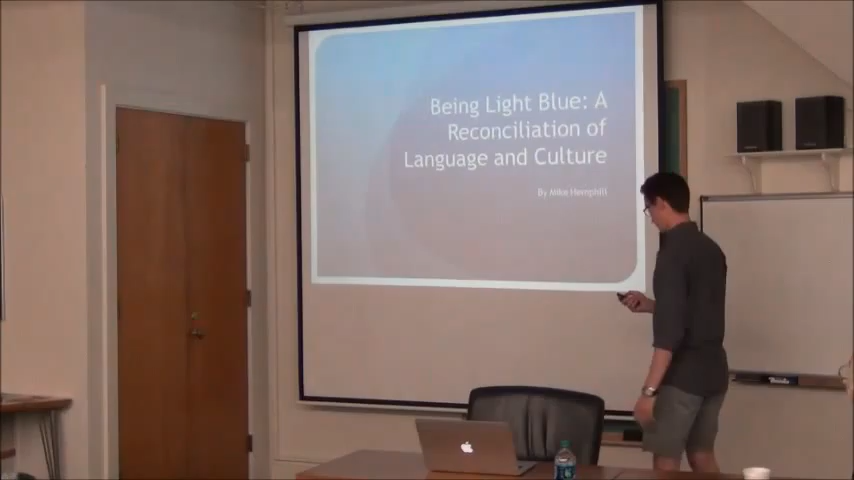 Being Light Blue: A
Reconciliation of
Language and Culture
By Mike Hemphill